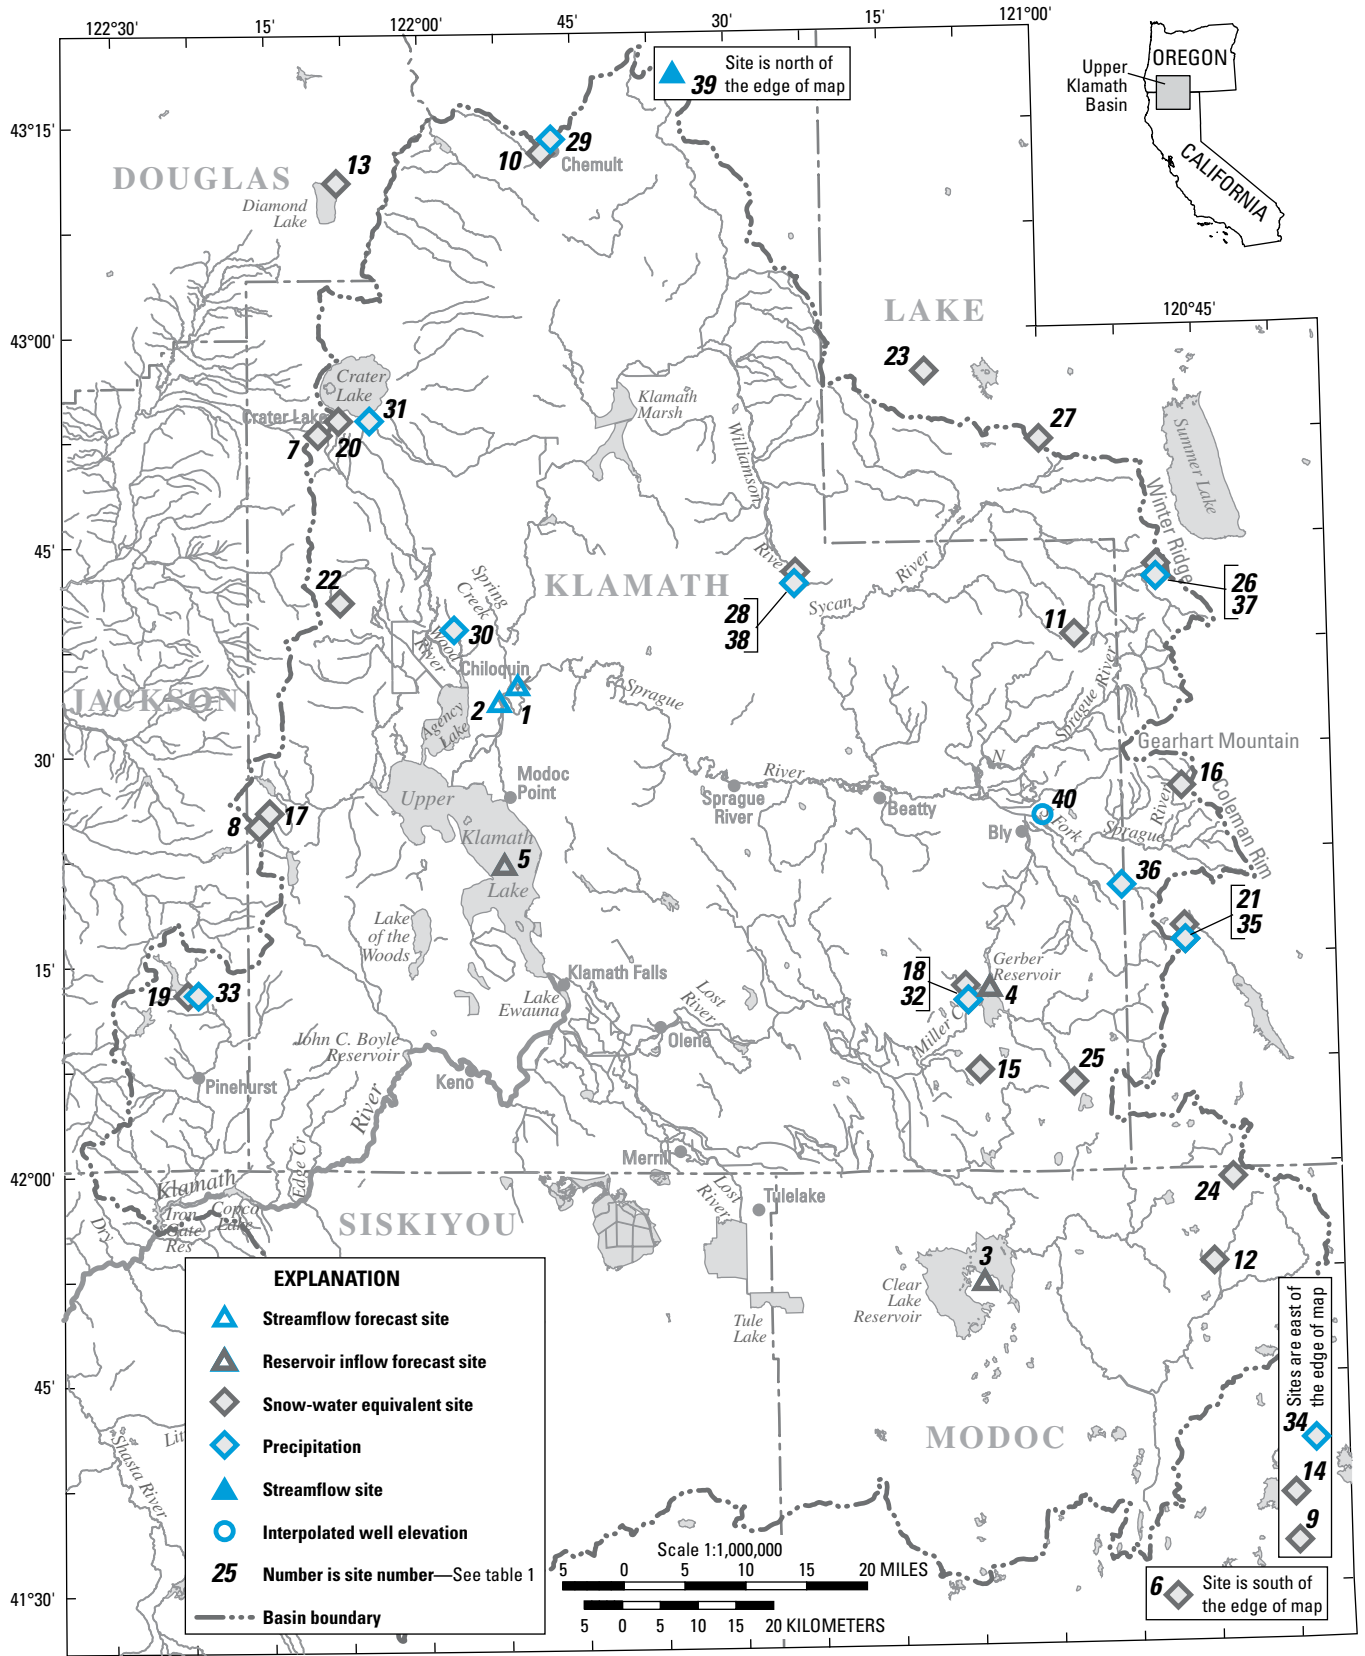 122°30'
15'
122°00'
45'
30'
15'
121°00'
39
Site is north of
the edge of map
OREGON
Upper
Klamath
Basin
CALIFORNIA
43°15'
29
10
Chemult
DOUGLAS
13
Diamond
Lake
LAKE
120°45'
43°00'
23
Crater
Lake
Crater Lake
31
7
20
Klamath
Marsh
Williamson
River
27
Summer Lake
Winter Ridge
45'
22
Spring
Creek
KLAMATH
28
38
Sycan
River
11
26
37
30
Wood
River
Chiloquin
JACKSON
2
1
Agency
Lake
Sprague
Sprague River
Gearhart Mountain
30'
Modoc
Point
Upper
Klamath
Lake
Sprague
River
River
Beatty
N
40
Bly
S Fork
Sprague
River
16
Coleman Rim
17
8
5
36
21
35
Lake
of the
Woods
15'
Klamath Falls
Lake
Ewauna
Lost
River
Olene
18
32
Gerber
Reservoir
4
Miller C
19
33
John C. Boyle
Reservoir
Keno
15
25
Pinehurst
River
Edge Cr
Merrill
42°00'
Klamath
Iron
Gate
Res
Copco
Lake
Dry
Lost
River
Tulelake
24
SISKIYOU
3
12
Clear
Lake
Reservoir
Tule
Lake
EXPLANATION
Streamflow forecast site
Reservoir inflow forecast site
Snow-water equivalent site
Precipitation
Streamflow site
Interpolated well elevation
25 Number is site number—See table 1
Basin boundary
Sites are east of
the edge of map
34
14
9
45'
Lit
Shasta River
MODOC
Scale 1:1,000,000
5 0 5 10 15 20 MILES
5 0 5 10 15 20 KILOMETERS
6
Site is south of
the edge of map
41°30'